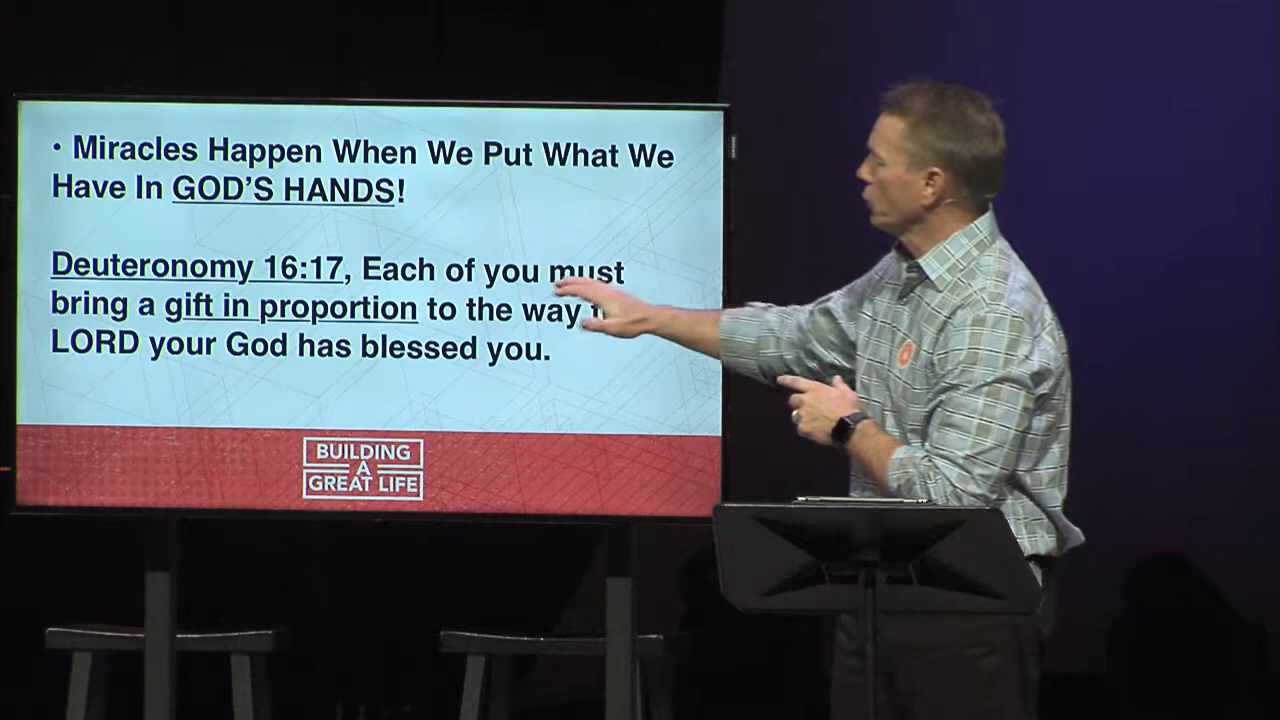 • Miracles Happen When We Put What We
Have In GOD'S HANDS!
Deuteronomy 16:17, Each of you must
bring a gift in proportion to the way
LORD your God has blessed you.
BUILDING
A
GREAT LIFE